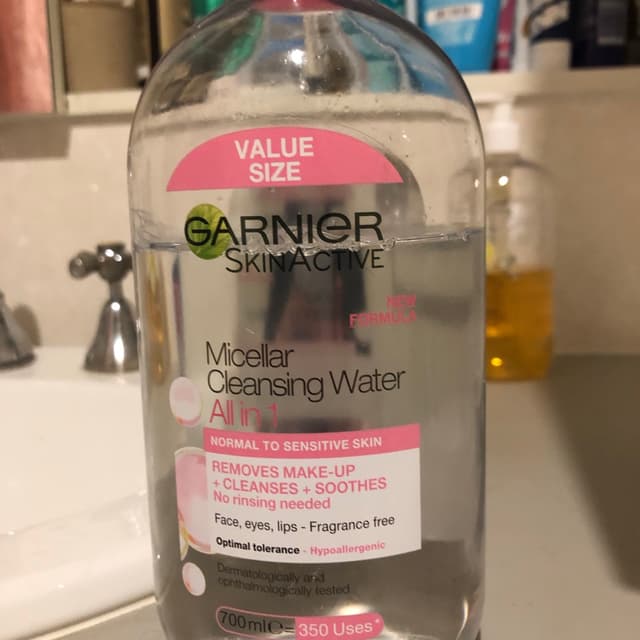 VALUE
SIZE
GARNIER
SKINACTIVE
NEW
FORMULA
Micellar
Cleansing Water
All in 1
NORMAL TO SENSITIVE SKIN
REMOVES MAKE-UP
+ CLEANSES + SOOTHES
No rinsing needed
Face, eyes, lips - Fragrance free
Optimal tolerance - Hypoallergenic
Dermatologically and
ophthalmologically tested
700 ml ℮ = 350 Uses*